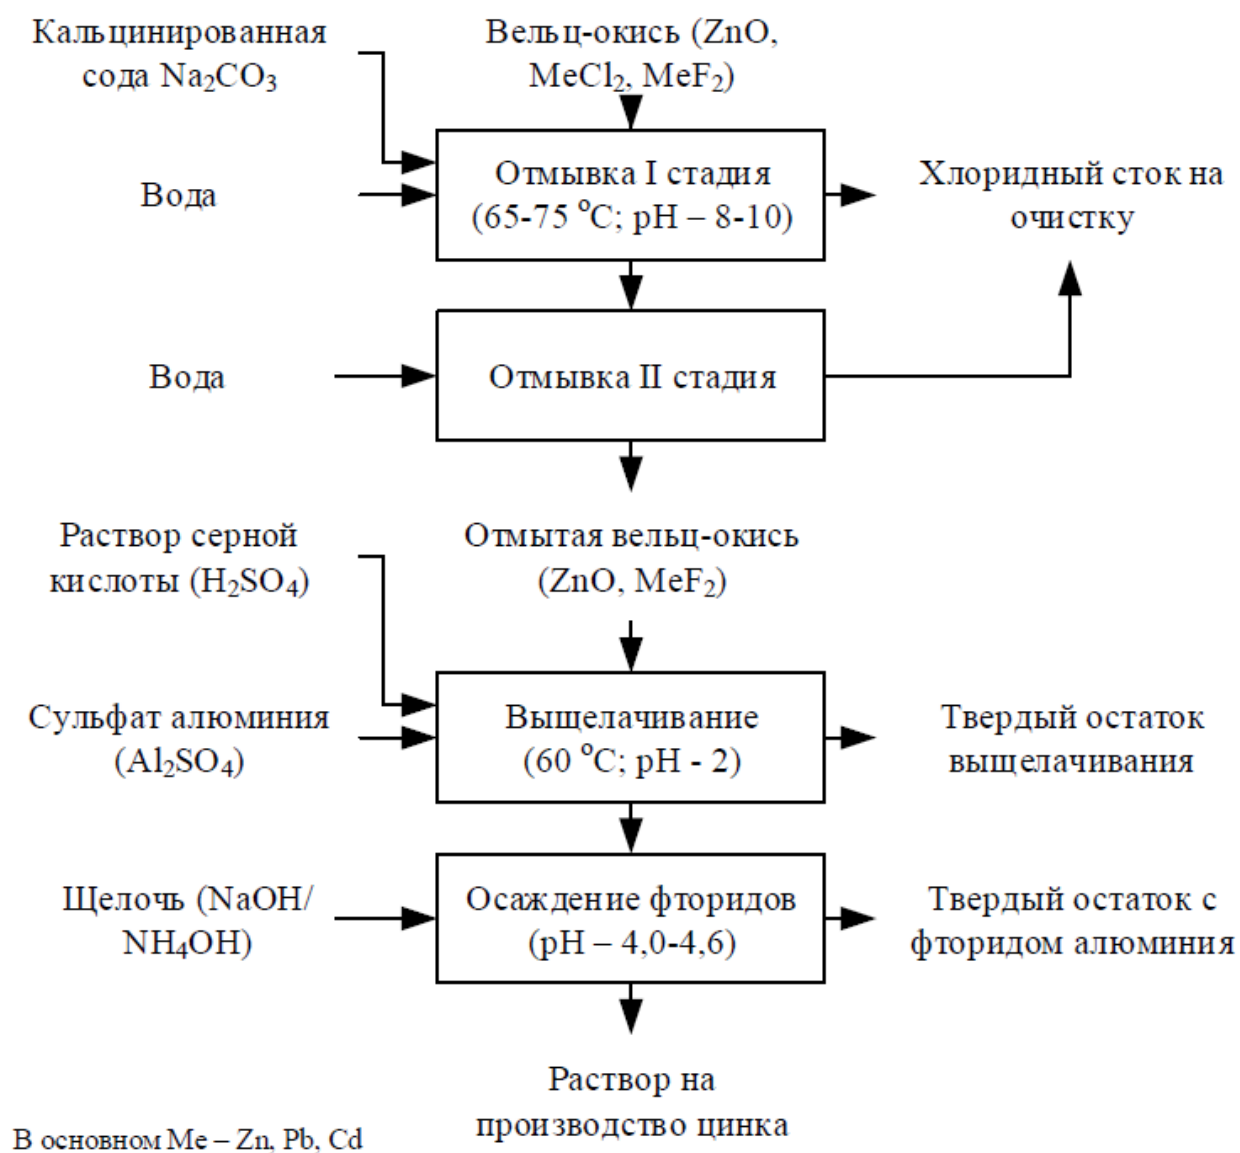 Кальцинированная
сода Na₂CO₃
Вельц-окись (ZnO,
MeCl₂, MeF₂)
Вода
Отмывка I стадия
(65-75 °C; pH – 8-10)
Хлоридный сток на
очистку
Вода
Отмывка II стадия
Раствор серной
кислоты (H₂SO₄)
Отмытая вельц-окись
(ZnO, MeF₂)
Сульфат алюминия
(Al₂SO₄)
Выщелачивание
(60 °C; pH - 2)
Твердый остаток
выщелачивания
Щелочь (NaOH/
NH₄OH)
Осаждение фторидов
(pH – 4,0-4,6)
Твердый остаток с
фторидом алюминия
Раствор на
производство цинка
В основном Me – Zn, Pb, Cd